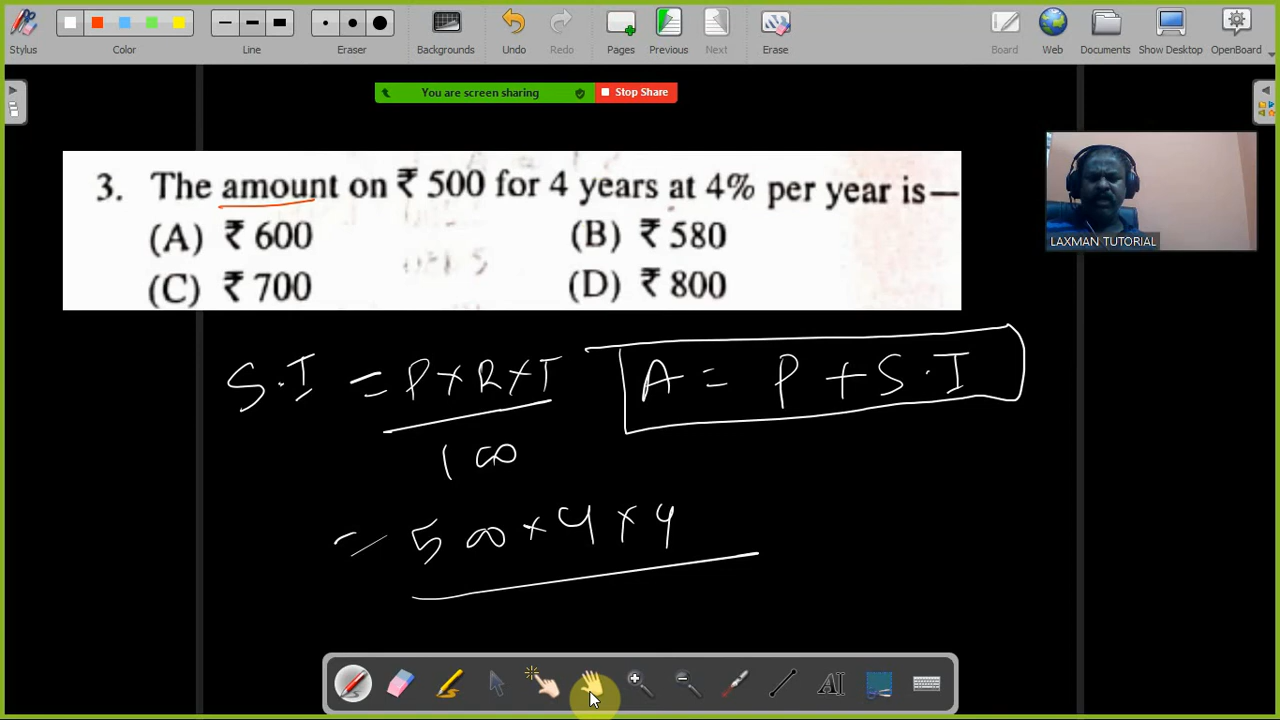 Stylus Color Line Eraser Backgrounds Undo Redo Pages Previous Next Erase Board Web Documents Show Desktop OpenBoard
You are screen sharing Stop Share
3. The amount on ₹ 500 for 4 years at 4% per year is—
(A) ₹ 600 (B) ₹ 580
(C) ₹ 700 (D) ₹ 800
LAXMAN TUTORIAL
S.I = P×R×T A = P + S.I
100
= 500×4×4
AI